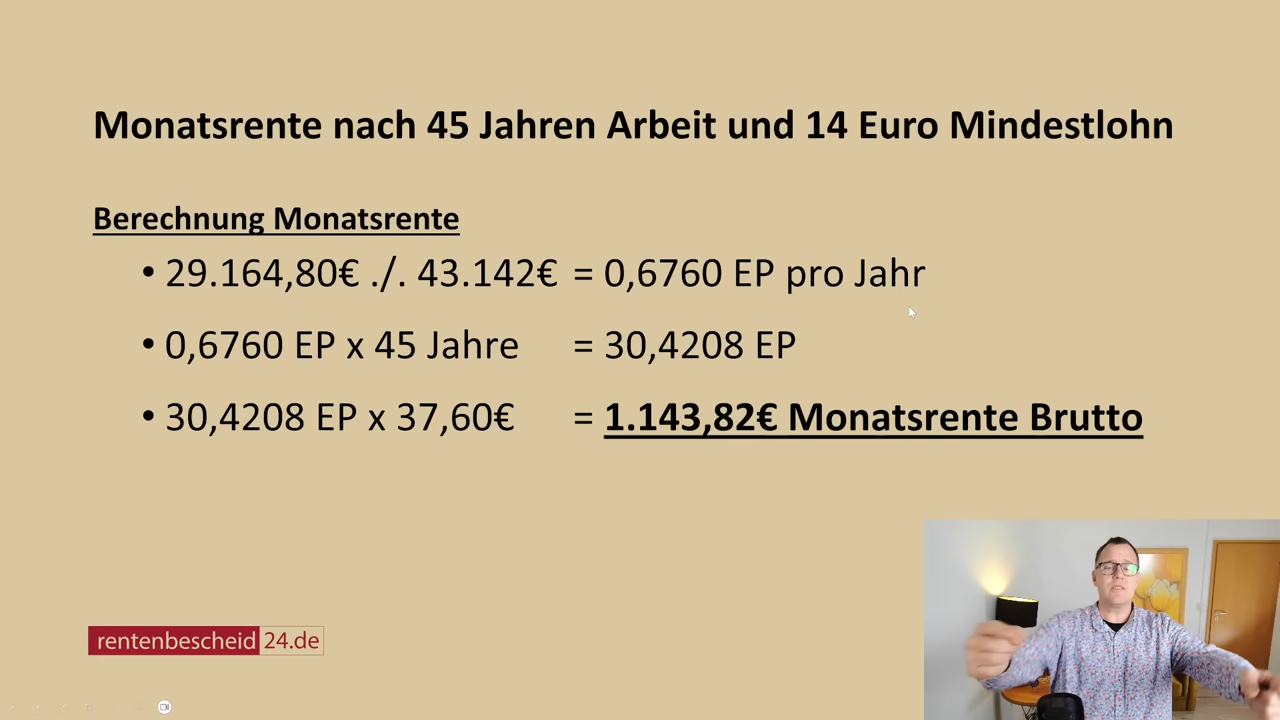 Monatsrente nach 45 Jahren Arbeit und 14 Euro Mindestlohn
Berechnung Monatsrente
• 29.164,80€ ./. 43.142€ = 0,6760 EP pro Jahr
• 0,6760 EP x 45 Jahre = 30,4208 EP
• 30,4208 EP x 37,60€ = 1.143,82€ Monatsrente Brutto
rentenbescheid 24.de